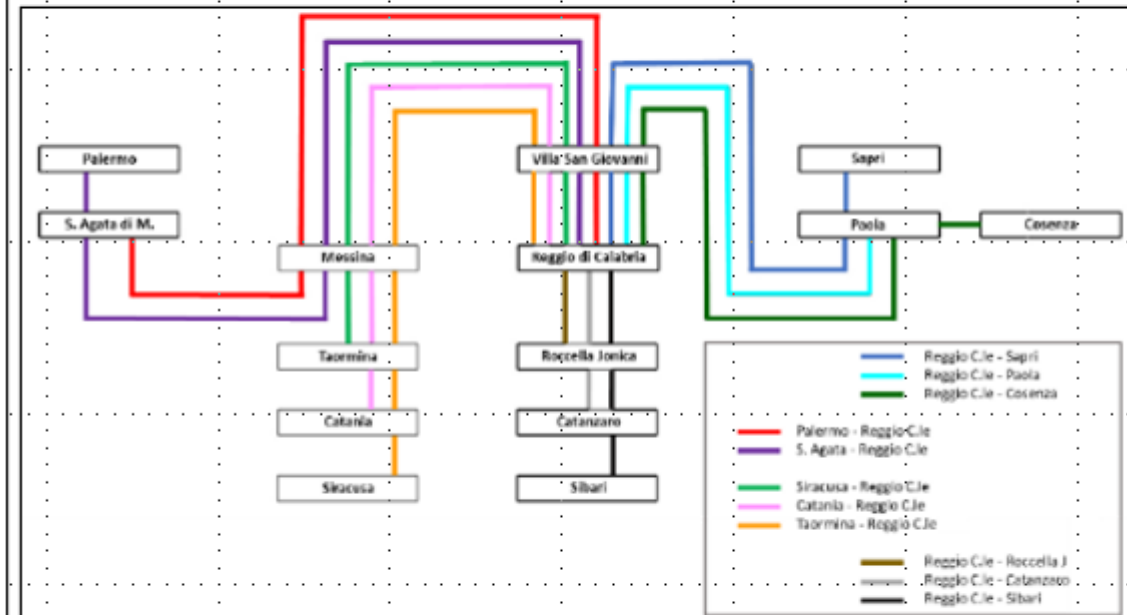 Palermo
Villa San Giovanni
Sapri
S. Agata di M.
Paola
Cosenza
Messina
Reggio di Calabria
Taormina
Roccella Jonica
Catania
Catanzaro
Siracusa
Sibari
Reggio C.le - Sapri
Reggio C.le - Paola
Reggio C.le - Cosenza
Palermo - Reggio C.le
S. Agata - Reggio C.le
Siracusa - Reggio C.le
Catania - Reggio C.le
Taormina - Reggio C.le
Reggio C.le - Roccella J
Reggio C.le - Catanzaro
Reggio C.le - Sibari